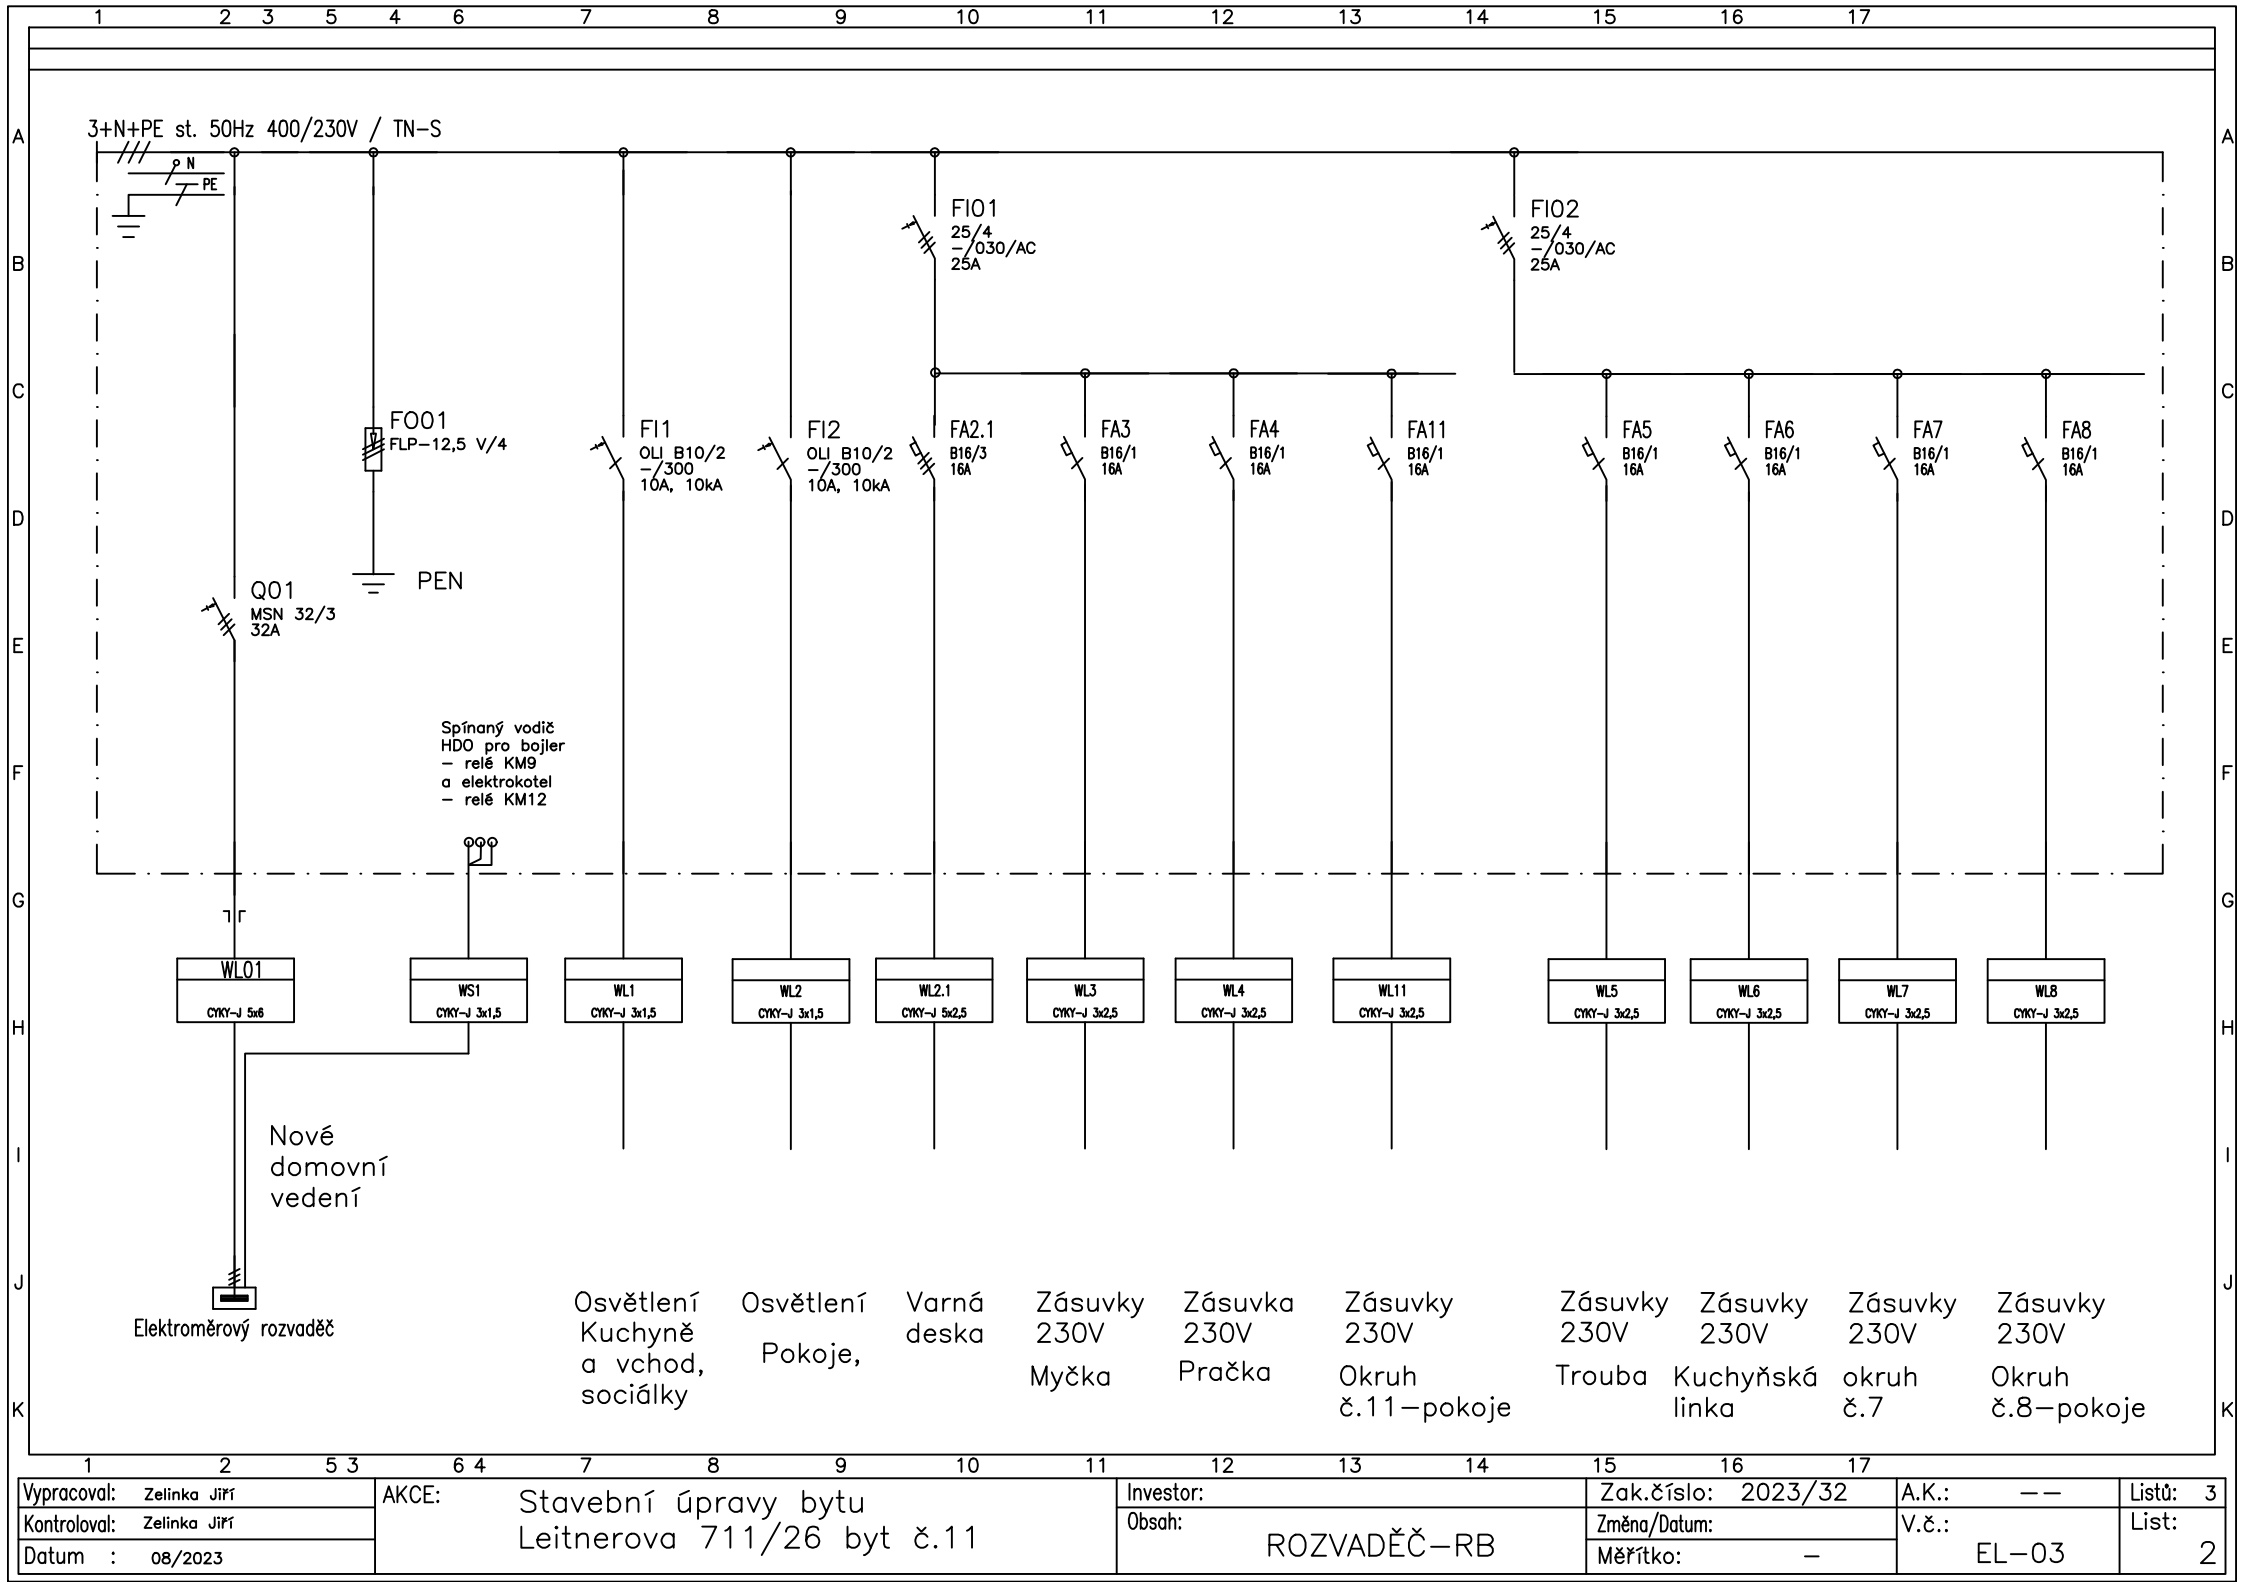 1 2 3 5 4 6 7 8 9 10 11 12 13 14 15 16 17
A A
B B
C C
D D
E E
F F
G G
H H
I I
J J
K K
3+N+PE st. 50Hz 400/230V / TN-S
N
PE
FI01
25/4
-/030/AC
25A
FI02
25/4
-/030/AC
25A
FO01
FLP-12,5 V/4
PEN
FI1
OLI B10/2
-/300
10A, 10kA
FI2
OLI B10/2
-/300
10A, 10kA
FA2.1
B16/3
16A
FA3
B16/1
16A
FA4
B16/1
16A
FA11
B16/1
16A
FA5
B16/1
16A
FA6
B16/1
16A
FA7
B16/1
16A
FA8
B16/1
16A
Q01
MSN 32/3
32A
Spínaný vodič
HDO pro bojler
- relé KM9
a elektrokotel
- relé KM12
WL01
CYKY-J 5x6
WS1
CYKY-J 3x1,5
WL1
CYKY-J 3x1,5
WL2
CYKY-J 3x1,5
WL2.1
CYKY-J 5x2,5
WL3
CYKY-J 3x2,5
WL4
CYKY-J 3x2,5
WL11
CYKY-J 3x2,5
WL5
CYKY-J 3x2,5
WL6
CYKY-J 3x2,5
WL7
CYKY-J 3x2,5
WL8
CYKY-J 3x2,5
Nové
domovní
vedení
Elektroměrový rozvaděč
Osvětlení
Kuchyně
a vchod,
sociálky
Osvětlení
Pokoje,
Varná
deska
Zásuvky
230V
Myčka
Zásuvka
230V
Pračka
Zásuvky
230V
Okruh
č.11-pokoje
Zásuvky
230V
Trouba
Zásuvky
230V
Kuchyňská
linka
Zásuvky
230V
okruh
č.7
Zásuvky
230V
Okruh
č.8-pokoje
1 2 5 3 6 4 7 8 9 10 11 12 13 14 15 16 17
Vypracoval: Zelinka Jiří
Kontroloval: Zelinka Jiří
Datum : 08/2023
AKCE: Stavební úpravy bytu
Leitnerova 711/26 byt č.11
Investor:
Obsah:
ROZVADĚČ-RB
Zak.číslo: 2023/32
Změna/Datum:
Měřítko: -
A.K.: --
V.č.:
EL-03
Listů: 3
List:
2